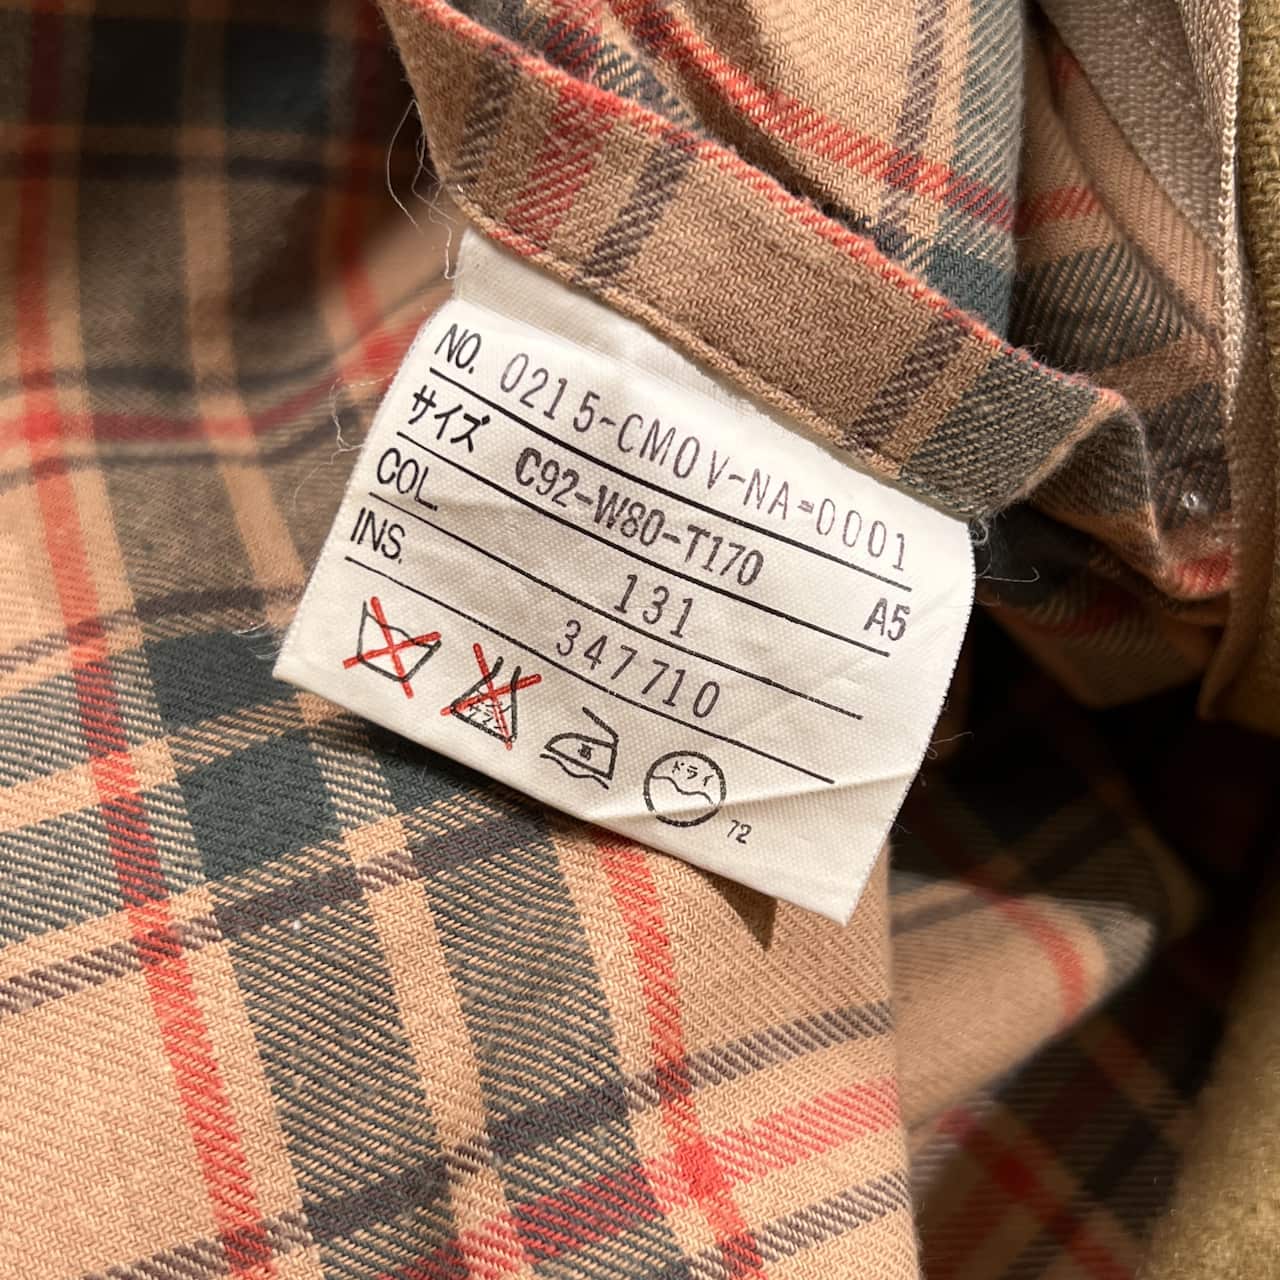 NO. 0215-CMOV-NA-0001
サイズ C92-W80-T170 A5
COL 131
INS. 347710
ドライ
72